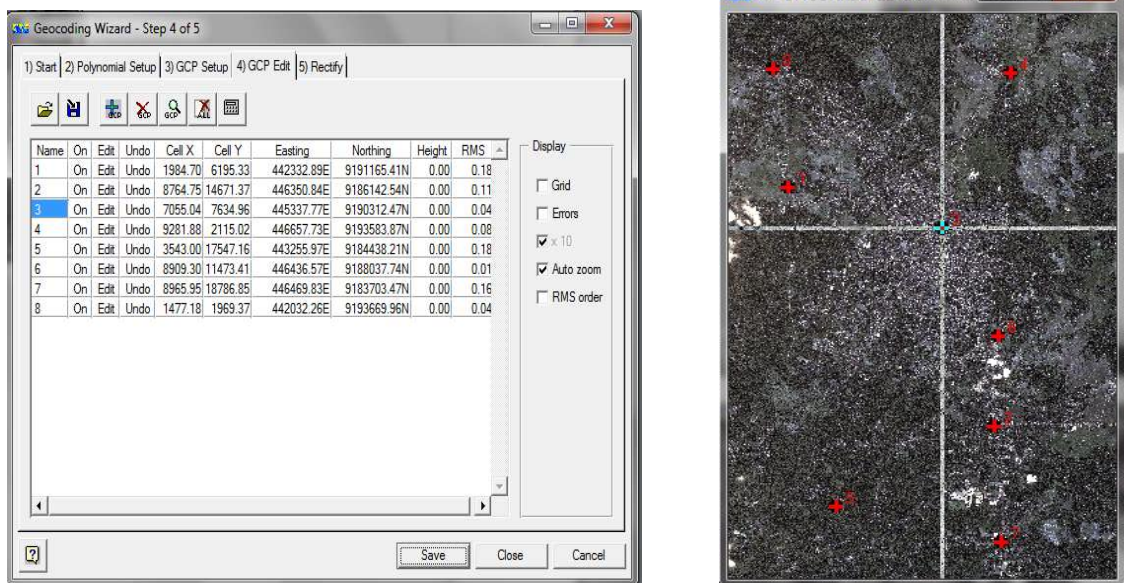 Geocoding Wizard - Step 4 of 5
1) Start 2) Polynomial Setup 3) GCP Setup 4) GCP Edit 5) Rectify
GCP GCP GCP ALL
Name On Edit Undo Cell X Cell Y Easting Northing Height RMS
1 On Edit Undo 1984.70 6195.33 442332.89E 9191165.41N 0.00 0.18
2 On Edit Undo 8764.75 14671.37 446350.84E 9186142.54N 0.00 0.11
3 On Edit Undo 7055.04 7634.96 445337.77E 9190312.47N 0.00 0.04
4 On Edit Undo 9281.88 2115.02 446657.73E 9193583.87N 0.00 0.08
5 On Edit Undo 3543.00 17547.16 443255.97E 9184438.21N 0.00 0.18
6 On Edit Undo 8909.30 11473.41 446436.57E 9188037.74N 0.00 0.01
7 On Edit Undo 8965.95 18786.85 446469.83E 9183703.47N 0.00 0.16
8 On Edit Undo 1477.18 1969.37 442032.26E 9193669.96N 0.00 0.04
Display
Grid
Errors
x 10
Auto zoom
RMS order
Save Close Cancel